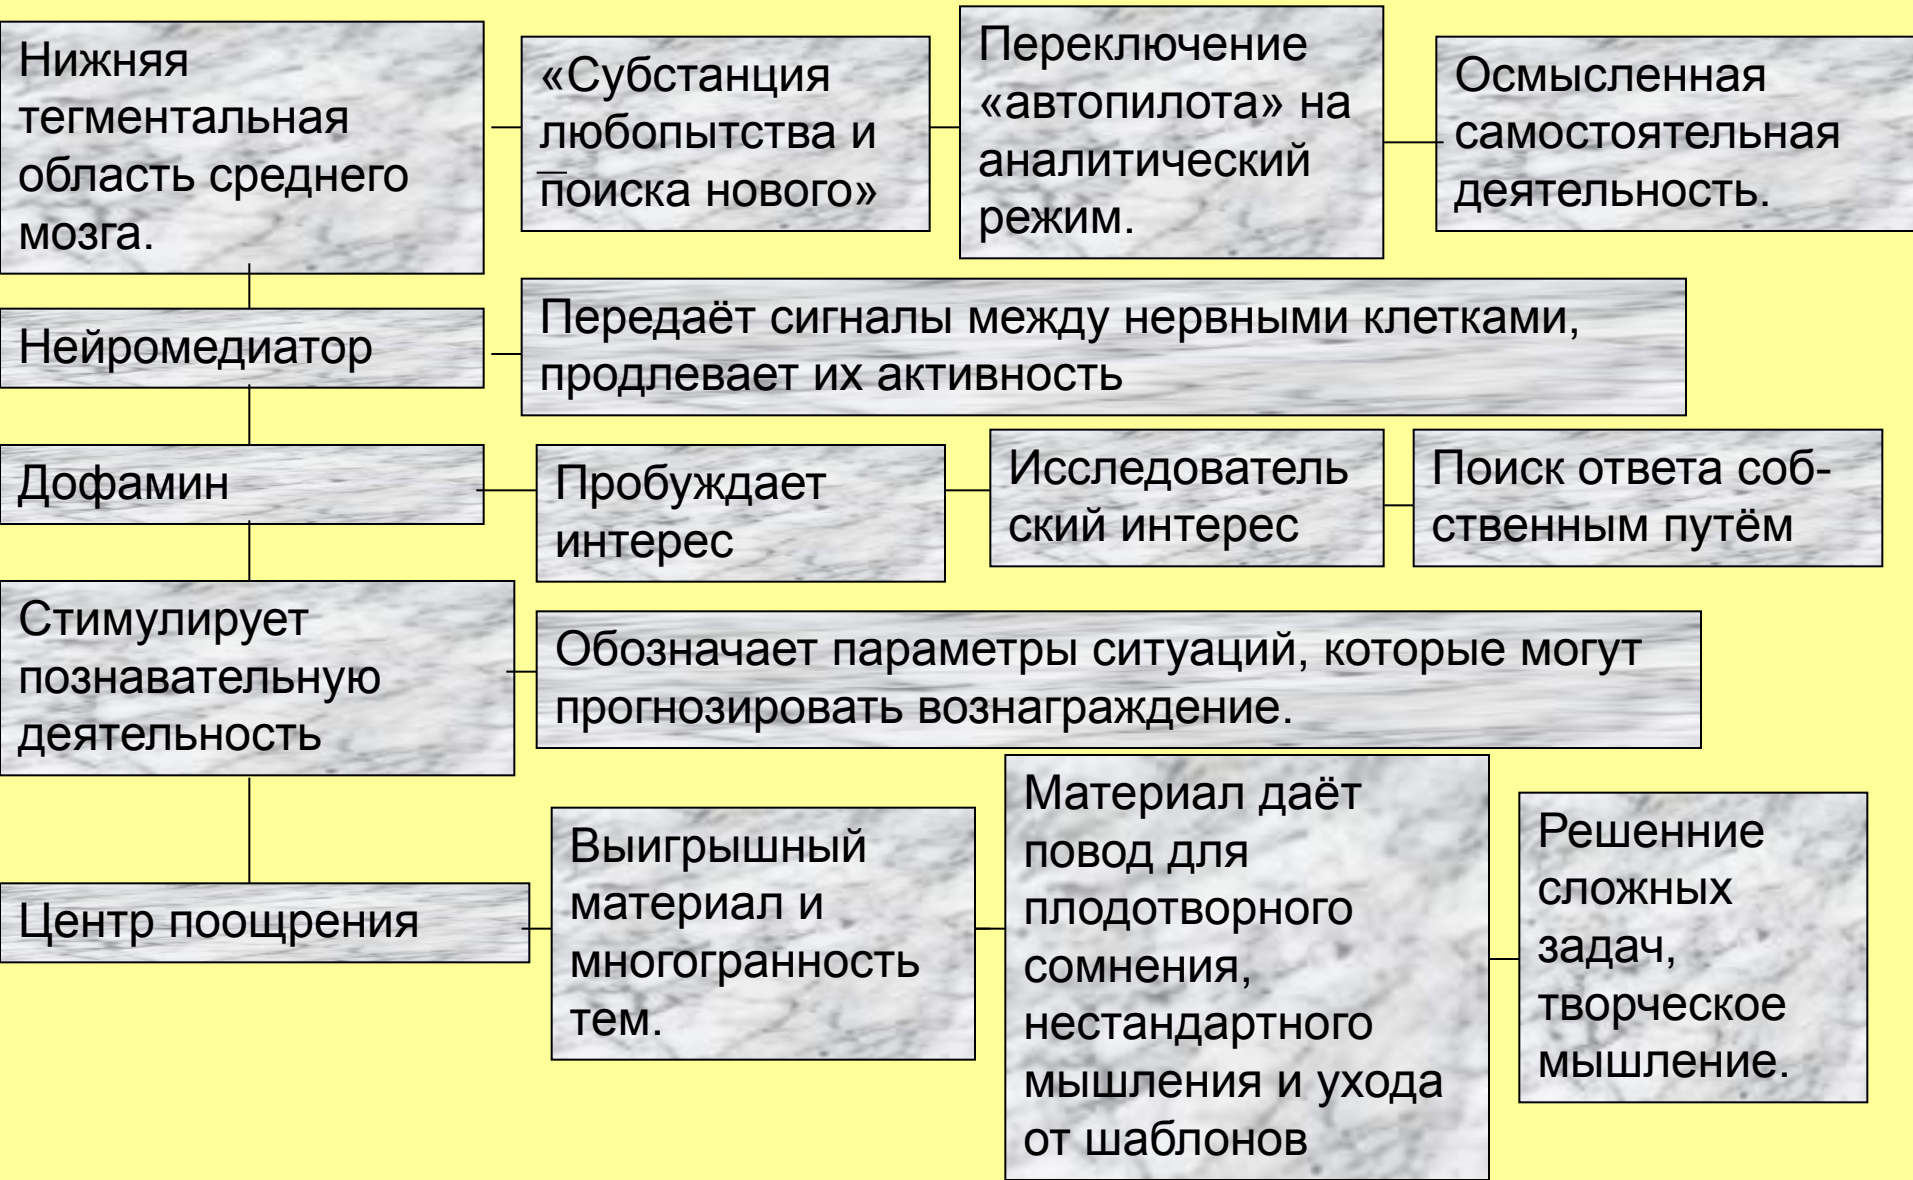 Нижняя
тегментальная
область среднего
мозга.
«Субстанция
любопытства и
поиска нового»
Переключение
«автопилота» на
аналитический
режим.
Осмысленная
самостоятельная
деятельность.
Нейромедиатор
Передаёт сигналы между нервными клетками,
продлевает их активность
Дофамин
Пробуждает
интерес
Исследователь
ский интерес
Поиск ответа соб-
ственным путём
Стимулирует
познавательную
деятельность
Обозначает параметры ситуаций, которые могут
прогнозировать вознаграждение.
Центр поощрения
Выигрышный
материал и
многогранность
тем.
Материал даёт
повод для
плодотворного
сомнения,
нестандартного
мышления и ухода
от шаблонов
Решенние
сложных
задач,
творческое
мышление.